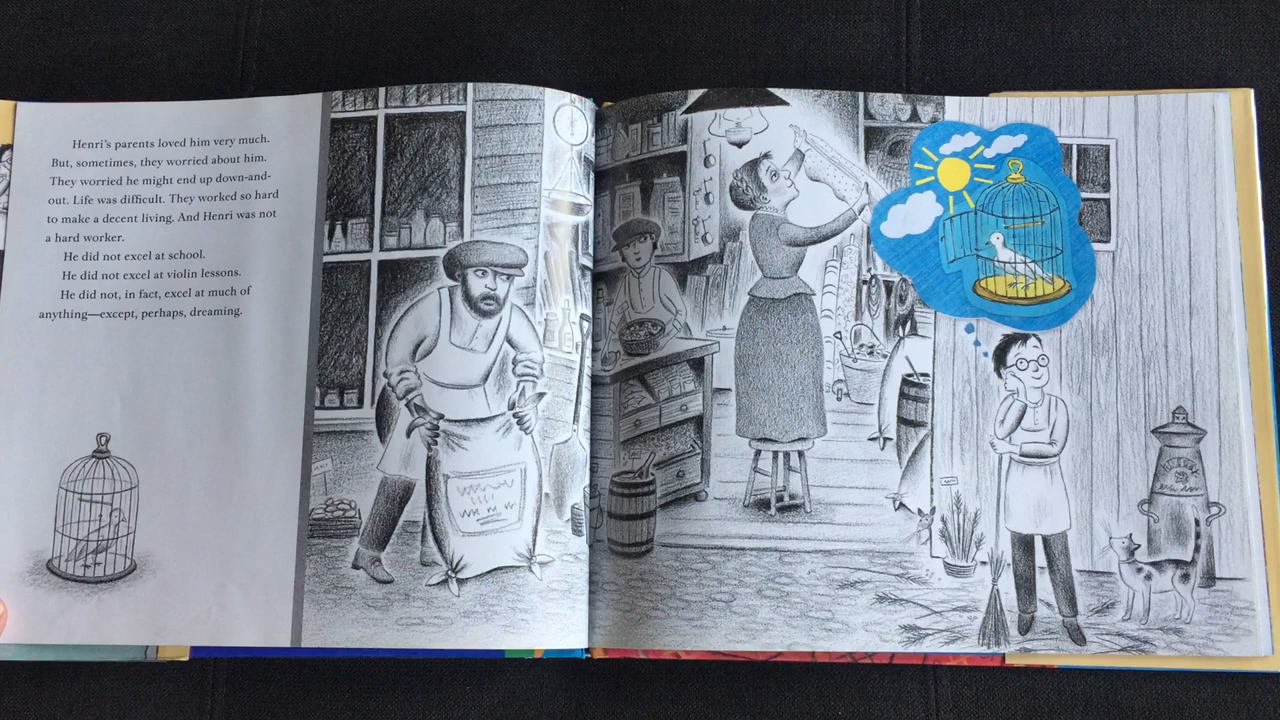 Henri's parents loved him very much.
But, sometimes, they worried about him.
They worried he might end up down-and-
out. Life was difficult. They worked so hard
to make a decent living. And Henri was not
a hard worker.
He did not excel at school.
He did not excel at violin lessons.
He did not, in fact, excel at much of
anything—except, perhaps, dreaming.